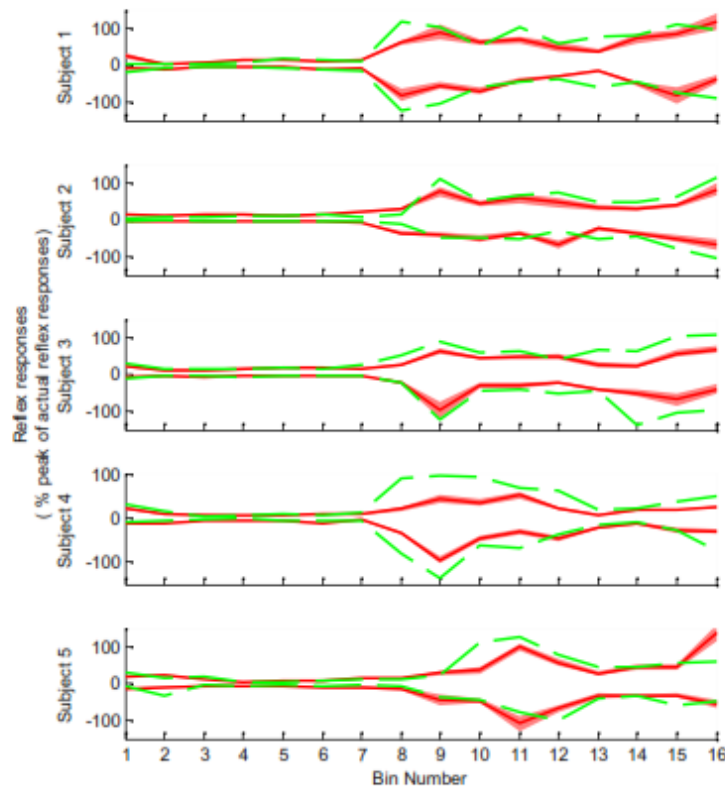 Reflex responses
( % peak of actual reflex responses)
Subject 1
100
0
-100
Subject 2
100
0
-100
Subject 3
100
0
-100
Subject 4
100
0
-100
Subject 5
100
0
-100
1 2 3 4 5 6 7 8 9 10 11 12 13 14 15 16
Bin Number